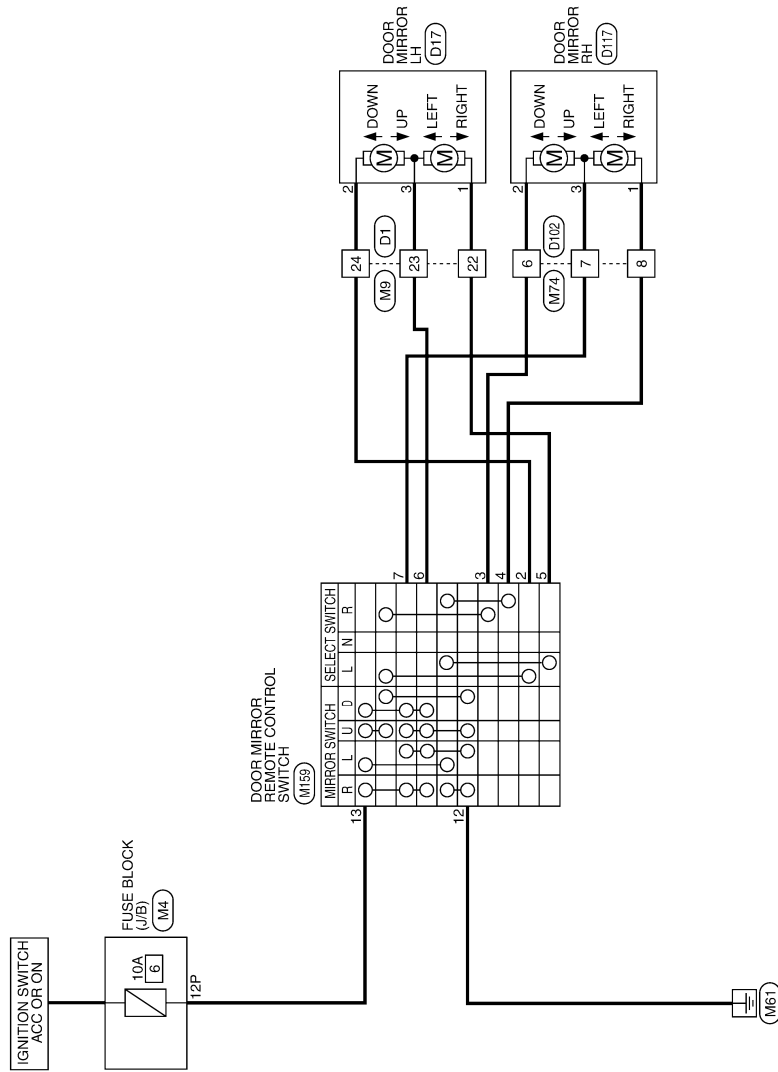 IGNITION SWITCH
ACC OR ON
FUSE BLOCK
(J/B)
M4
10A
6
12P
DOOR MIRROR
REMOTE CONTROL
SWITCH
M159
MIRROR SWITCH
SELECT SWITCH
R
L
U
D
L
N
R
13
12
7
6
3
4
2
5
M61
24
23
22
M9
D1
6
7
8
M74
D102
2
3
1
M
M
DOWN
UP
LEFT
RIGHT
DOOR
MIRROR
LH
D17
2
3
1
M
M
DOWN
UP
LEFT
RIGHT
DOOR
MIRROR
RH
D117